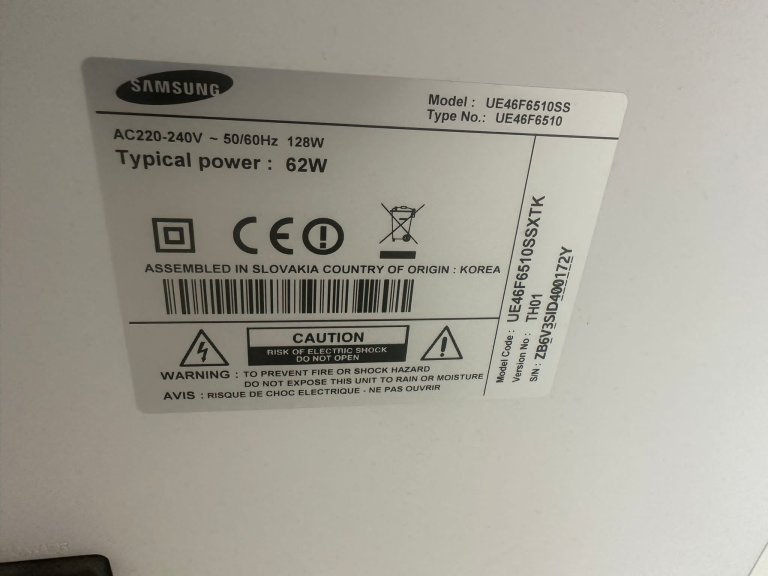 SAMSUNG
Model : UE46F6510SS
Type No.: UE46F6510
AC220-240V ~ 50/60Hz 128W
Typical power : 62W
CE
ASSEMBLED IN SLOVAKIA COUNTRY OF ORIGIN : KOREA
CAUTION
RISK OF ELECTRIC SHOCK
DO NOT OPEN
WARNING : TO PREVENT FIRE OR SHOCK HAZARD
DO NOT EXPOSE THIS UNIT TO RAIN OR MOISTURE
AVIS : RISQUE DE CHOC ELECTRIQUE - NE PAS OUVRIR
Model Code : UE46F6510SSXTK
Version No : TH01
S/N : ZB6V3SID400172Y